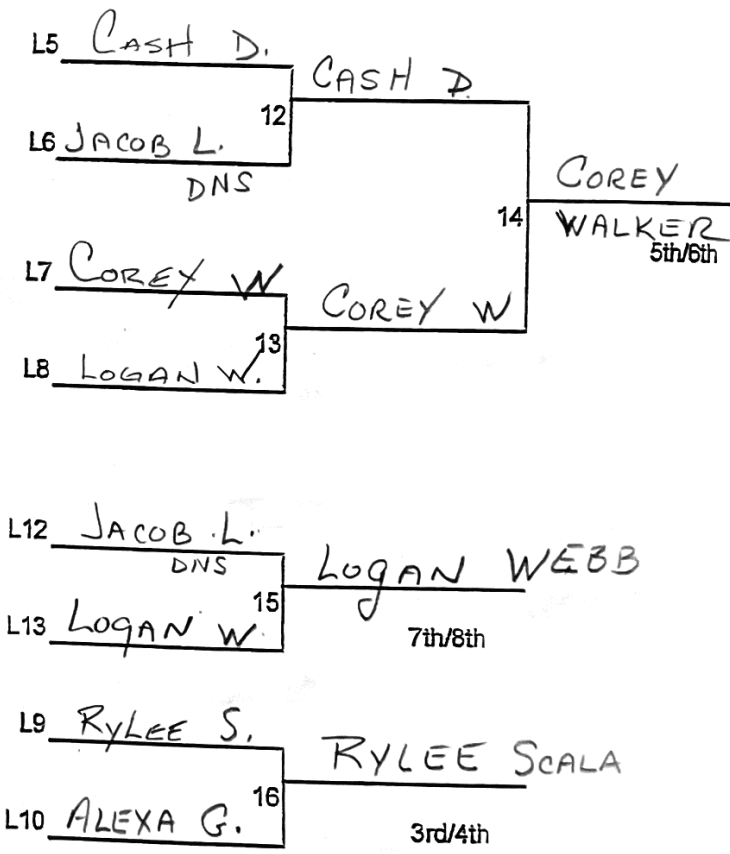 L5 CASH D.
CASH D.
12
L6 JACOB L.
DNS
COREY
14
WALKER
5th/6th
L7 COREY W
COREY W
13
L8 LOGAN W.
L12 JACOB L.
DNS
LOGAN WEBB
15
L13 LOGAN W.
7th/8th
L9 RYLEE S.
RYLEE SCALA
16
L10 ALEXA G.
3rd/4th